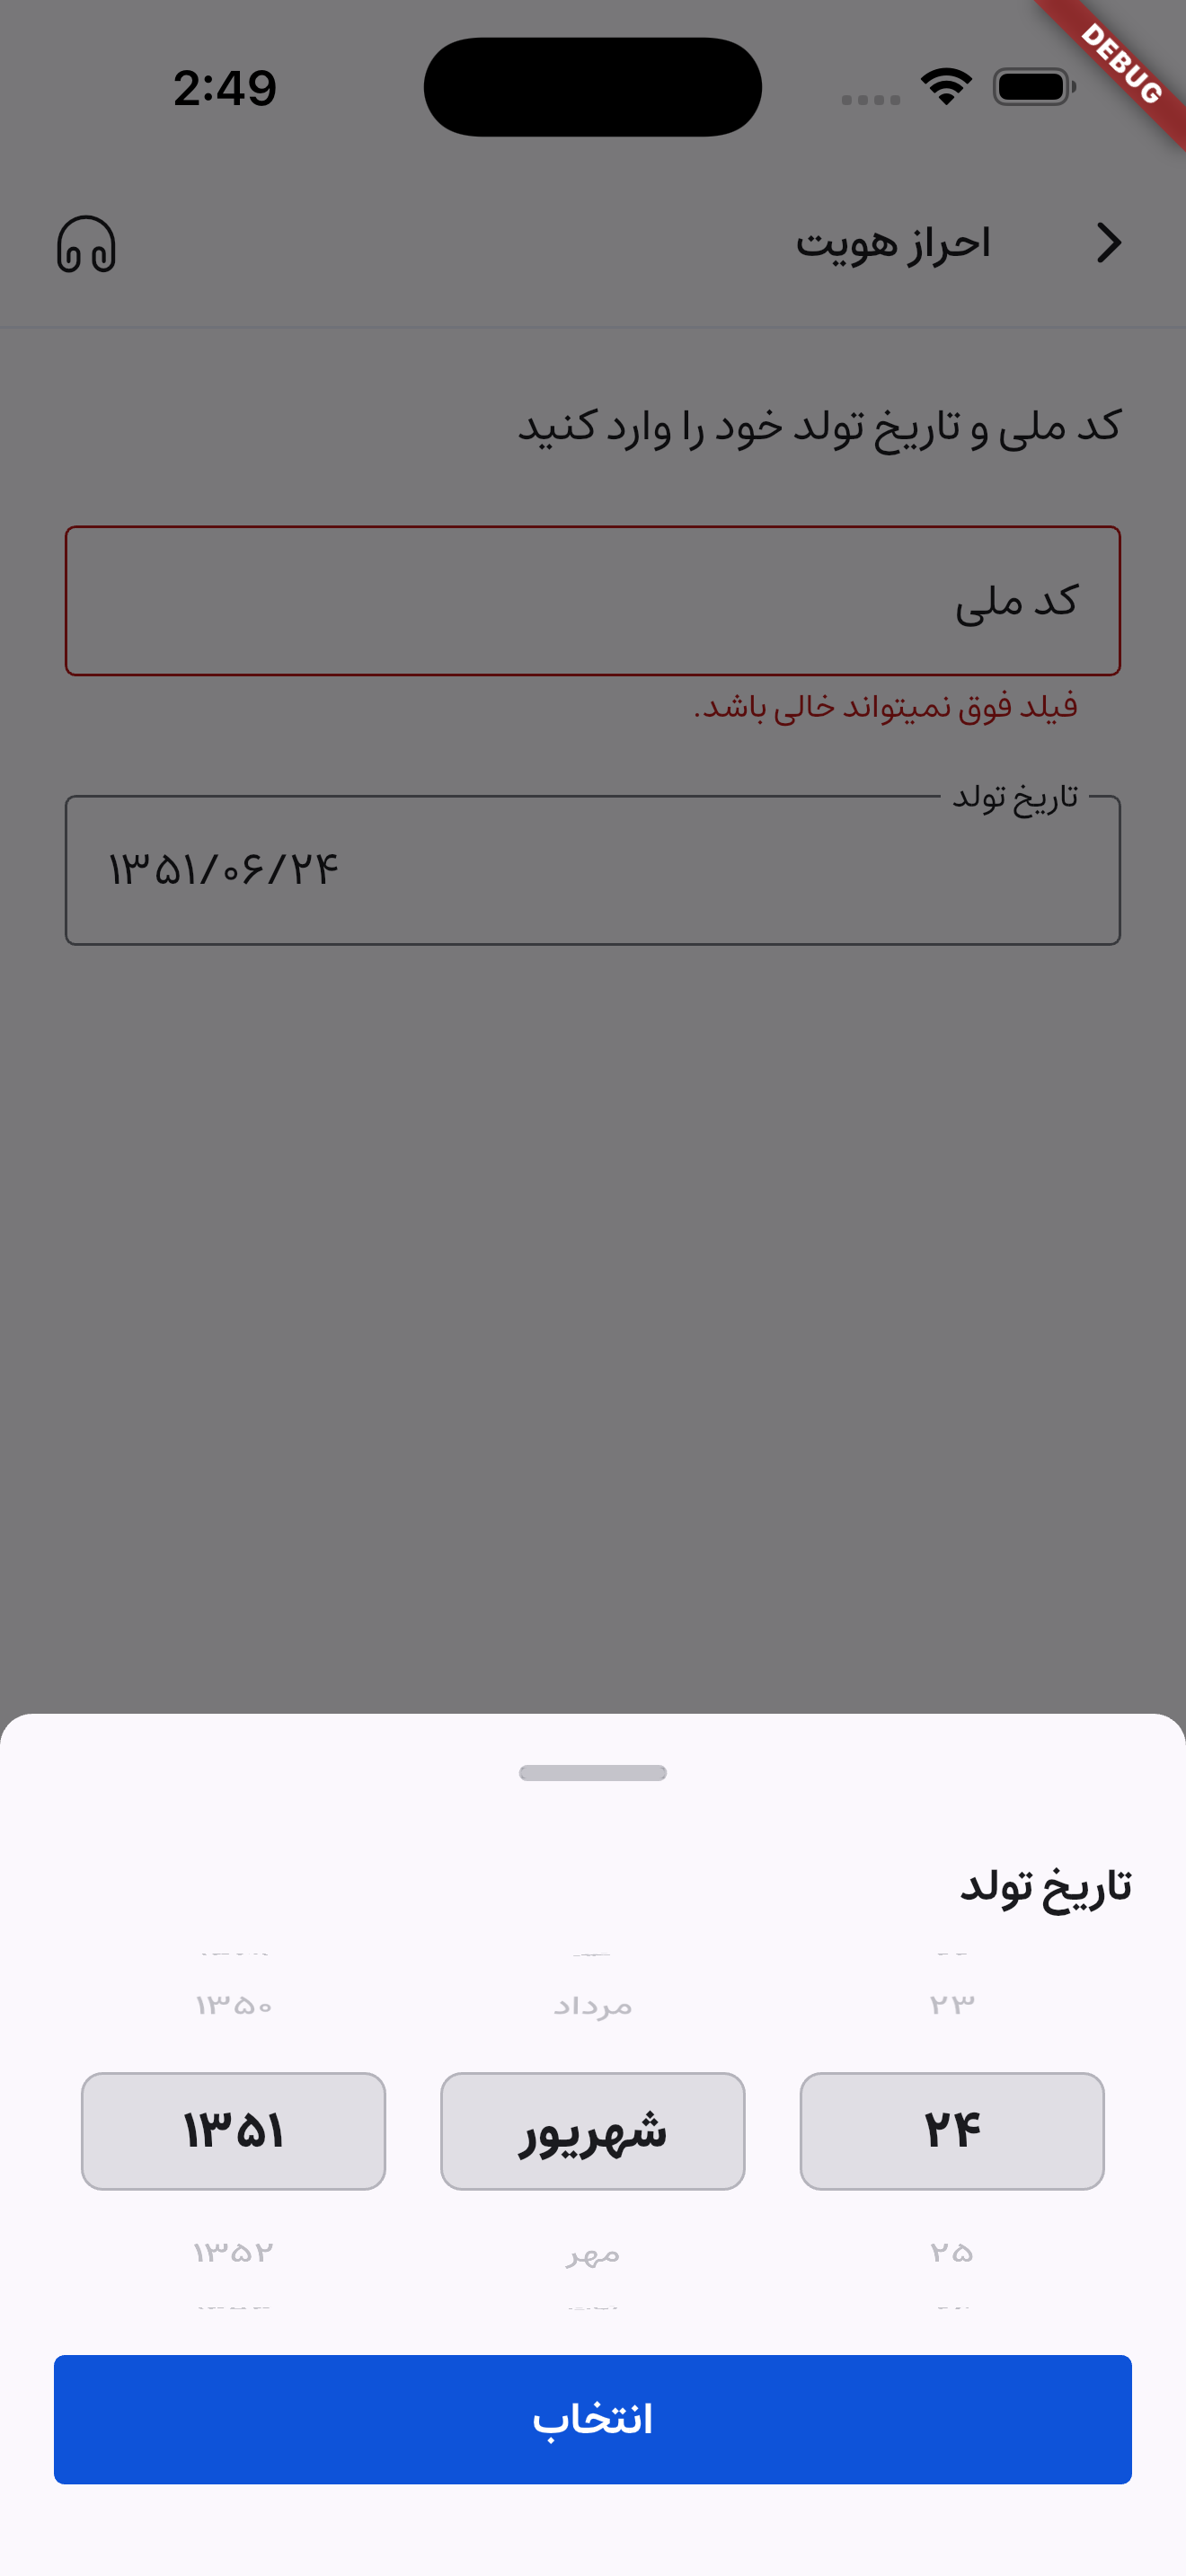 2:49
DEBUG
احراز هویت
کد ملی و تاریخ تولد خود را وارد کنید
کد ملی
فیلد فوق نمیتواند خالی باشد.
تاریخ تولد
۱۳۵۱/۰۶/۲۴
تاریخ تولد
۲۳ مرداد ۱۳۵۰
۲۴ شهریور ۱۳۵۱
۲۵ مهر ۱۳۵۲
انتخاب